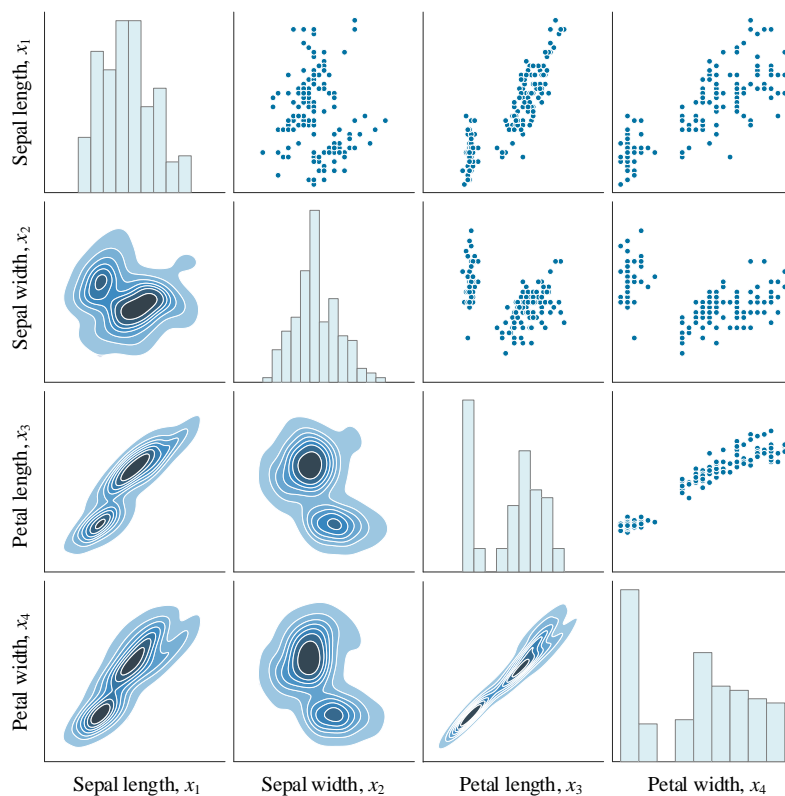 Sepal length, x1
Sepal width, x2
Petal length, x3
Petal width, x4
Sepal length, x1
Sepal width, x2
Petal length, x3
Petal width, x4